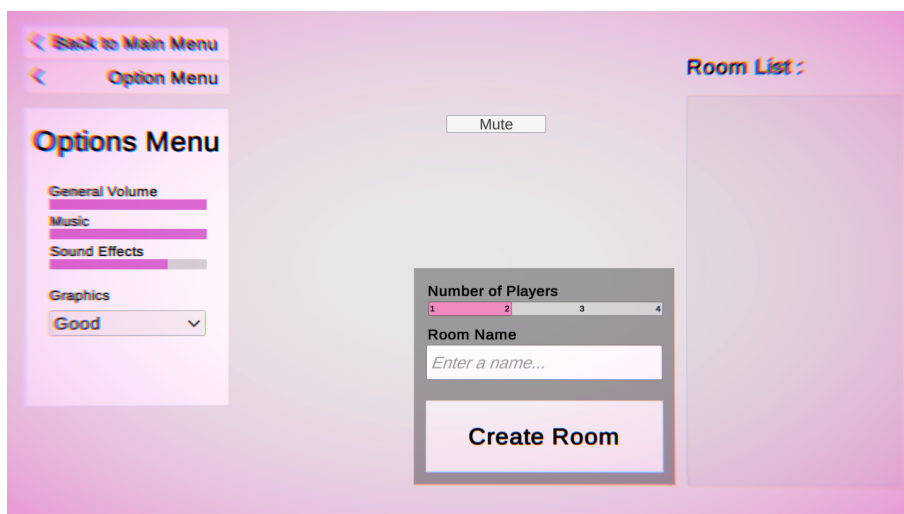 Back to Main Menu
Option Menu
Room List :
Mute
Options Menu
General Volume
Music
Sound Effects
Graphics
Good
Number of Players
1 2 3 4
Room Name
Enter a name...
Create Room